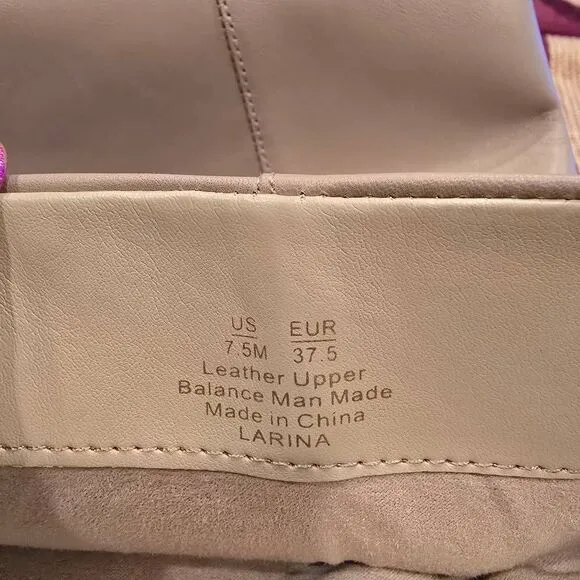 US EUR
7.5M 37.5
Leather Upper
Balance Man Made
Made in China
LARINA